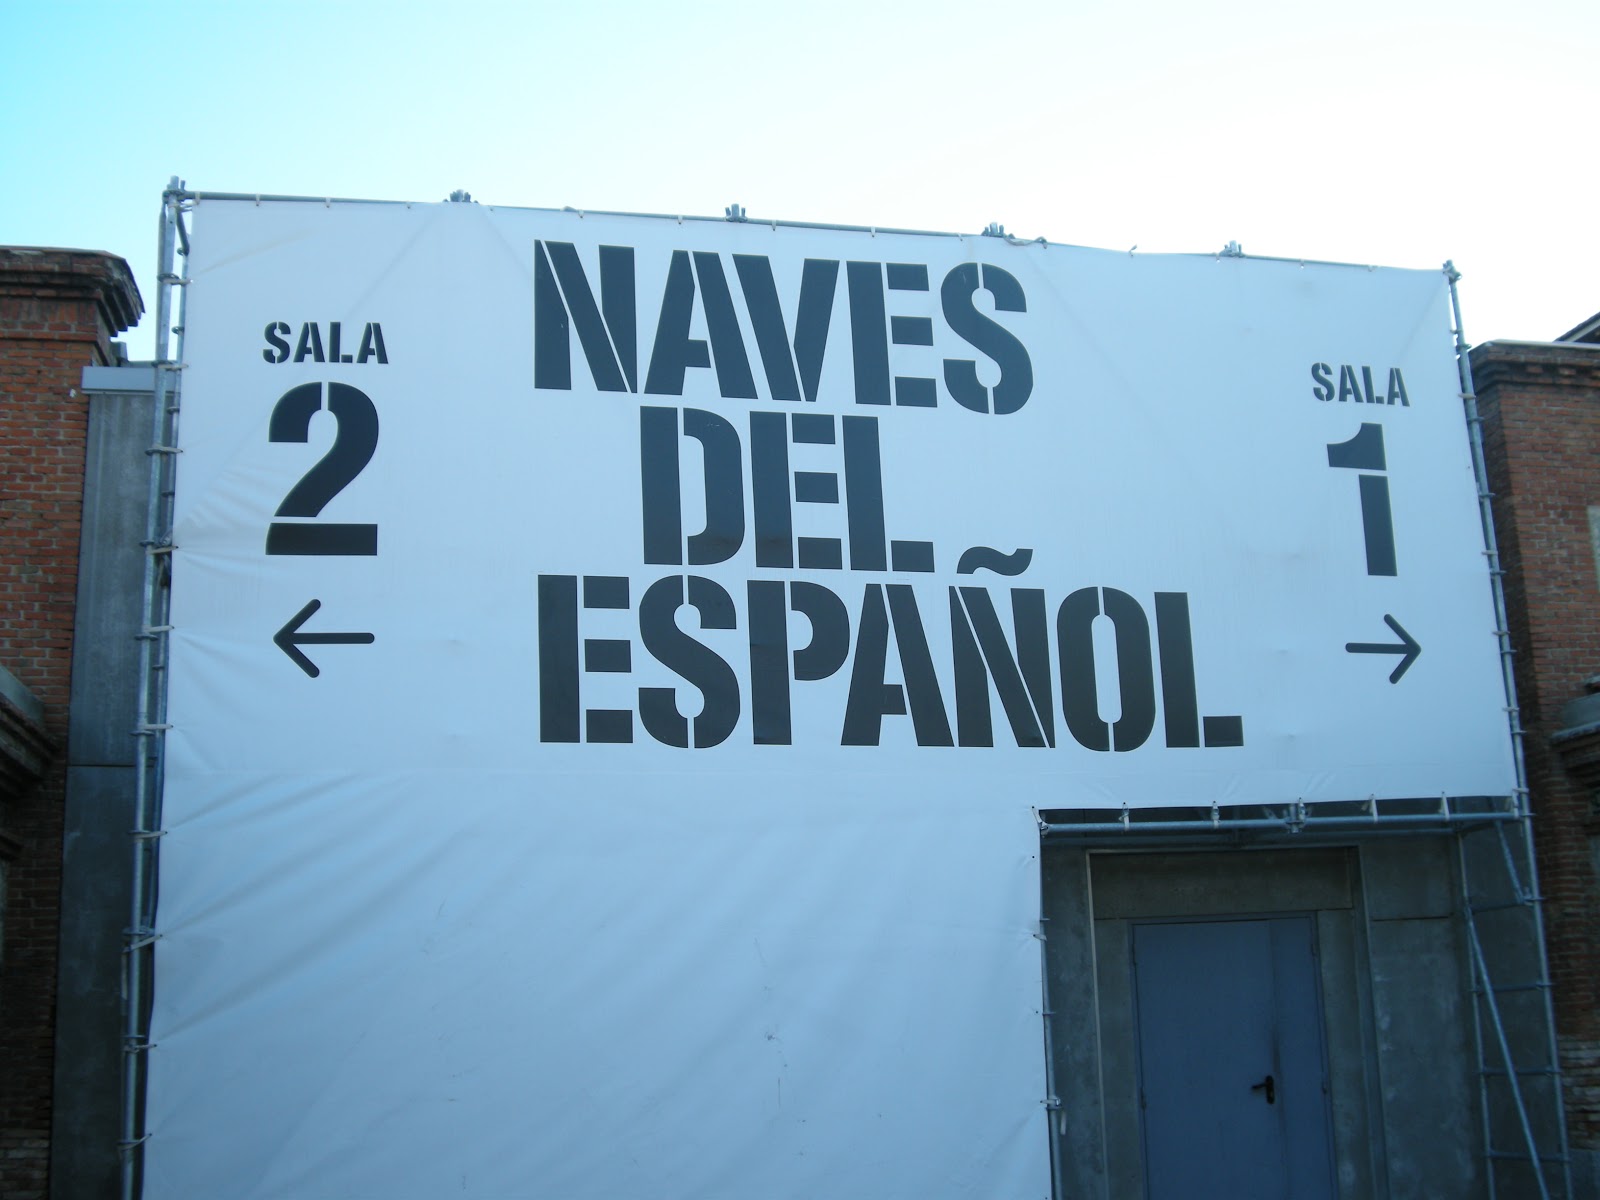 NAVES
DEL
ESPAÑOL
SALA
2
←
SALA
1
→